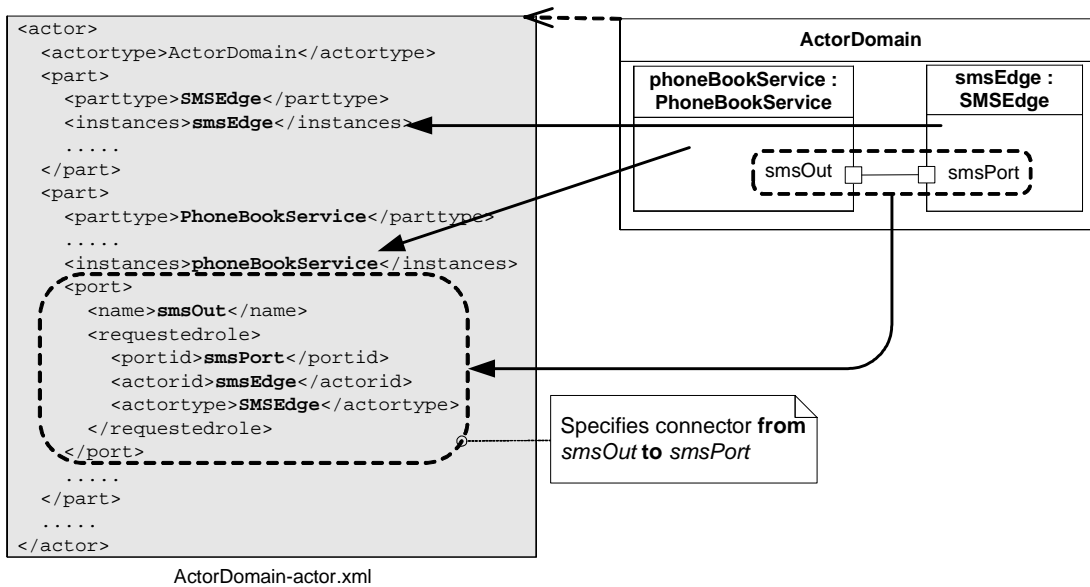 <actor>
<actortype>ActorDomain</actortype>
<part>
<parttype>SMSEdge</parttype>
<instances>smsEdge</instances>
.....
</part>
<part>
<parttype>PhoneBookService</parttype>
.....
<instances>phoneBookService</instances>
<port>
<name>smsOut</name>
<requestedrole>
<portid>smsPort</portid>
<actorid>smsEdge</actorid>
<actortype>SMSEdge</actortype>
</requestedrole>
</port>
.....
</part>
.....
</actor>
ActorDomain-actor.xml
ActorDomain
phoneBookService :
PhoneBookService
smsEdge :
SMSEdge
smsOut
smsPort
Specifies connector from
smsOut to smsPort